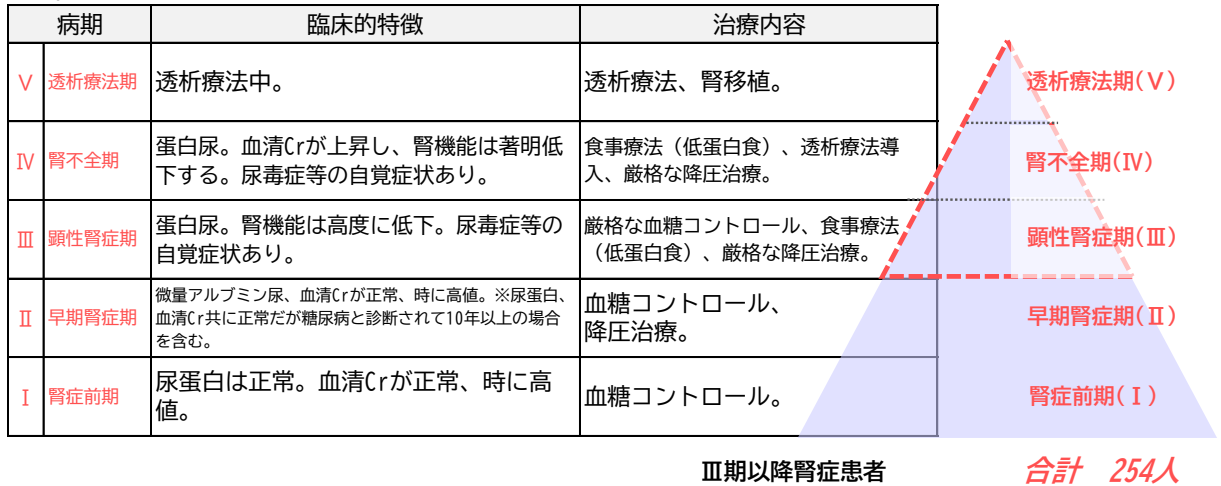 病期 臨床的特徴 治療内容
Ⅴ 透析療法期 透析療法中。 透析療法、腎移植。
Ⅳ 腎不全期 蛋白尿。血清Crが上昇し、腎機能は著明低
下する。尿毒症等の自覚症状あり。
食事療法（低蛋白食）、透析療法導
入、厳格な降圧治療。
Ⅲ 顕性腎症期 蛋白尿。腎機能は高度に低下。尿毒症等の
自覚症状あり。
厳格な血糖コントロール、食事療法
（低蛋白食）、厳格な降圧治療。
Ⅱ 早期腎症期 微量アルブミン尿、血清Crが正常、時に高値。※尿蛋白、
血清Cr共に正常だが糖尿病と診断されて10年以上の場合
を含む。
血糖コントロール、
降圧治療。
Ⅰ 腎症前期 尿蛋白は正常。血清Crが正常、時に高
値。
血糖コントロール。
透析療法期(Ⅴ)
腎不全期(Ⅳ)
顕性腎症期(Ⅲ)
早期腎症期(Ⅱ)
腎症前期(Ⅰ)
Ⅲ期以降腎症患者 合計　254人